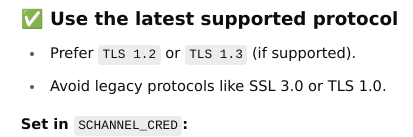 ✅ Use the latest supported protocol
• Prefer TLS 1.2 or TLS 1.3 (if supported).
• Avoid legacy protocols like SSL 3.0 or TLS 1.0.
Set in SCHANNEL_CRED: